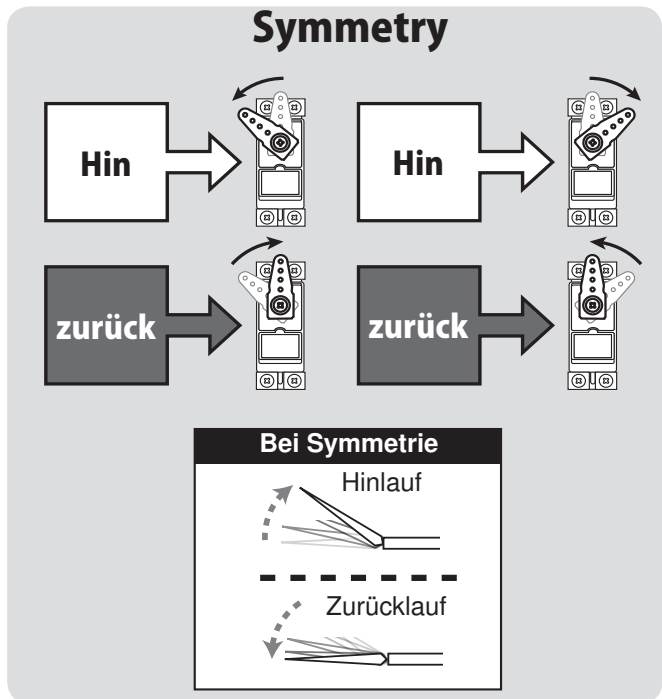 Symmetry
Hin
Hin
zurück
zurück
Bei Symmetrie
Hinlauf
Zurücklauf